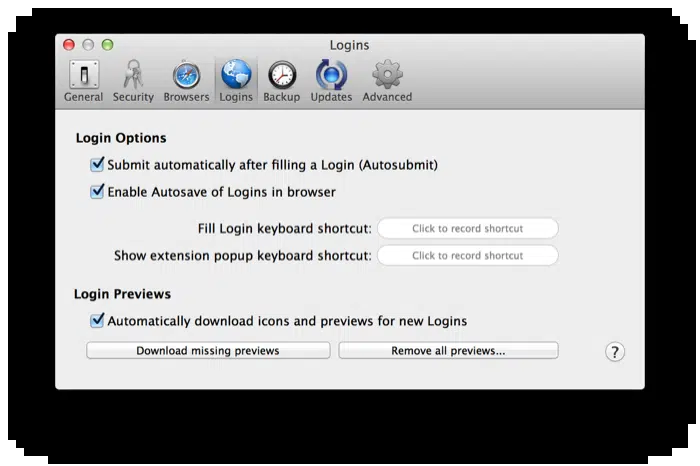 Logins
General Security Browsers Logins Backup Updates Advanced
Login Options
Submit automatically after filling a Login (Autosubmit)
Enable Autosave of Logins in browser
Fill Login keyboard shortcut: Click to record shortcut
Show extension popup keyboard shortcut: Click to record shortcut
Login Previews
Automatically download icons and previews for new Logins
Download missing previews Remove all previews... ?